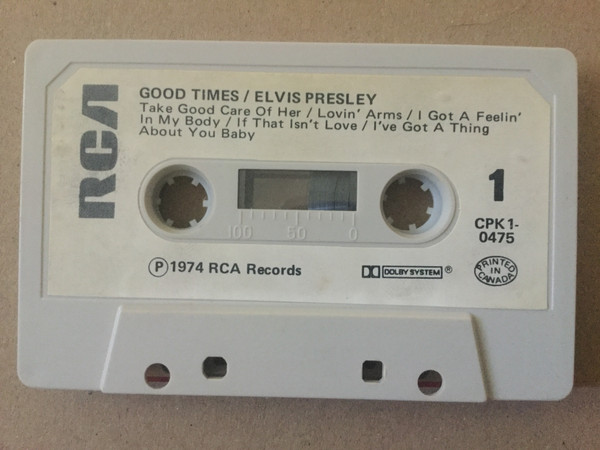 RCA
GOOD TIMES / ELVIS PRESLEY
Take Good Care Of Her / Lovin' Arms / I Got A Feelin'
In My Body / If That Isn't Love / I've Got A Thing
About You Baby
1
100 50 0
CPK1-
0475
Ⓟ1974 RCA Records
DOLBY SYSTEM ®
PRINTED
IN
CANADA